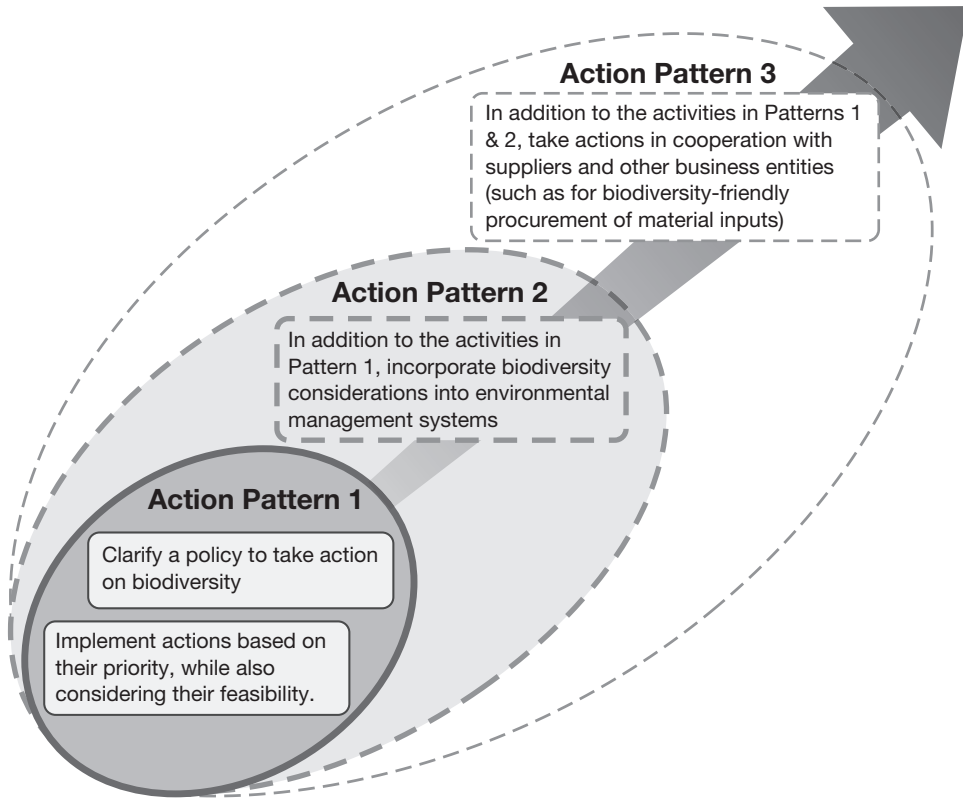 Action Pattern 3
In addition to the activities in Patterns 1
& 2, take actions in cooperation with
suppliers and other business entities
(such as for biodiversity-friendly
procurement of material inputs)
Action Pattern 2
In addition to the activities in
Pattern 1, incorporate biodiversity
considerations into environmental
management systems
Action Pattern 1
Clarify a policy to take action
on biodiversity
Implement actions based on
their priority, while also
considering their feasibility.